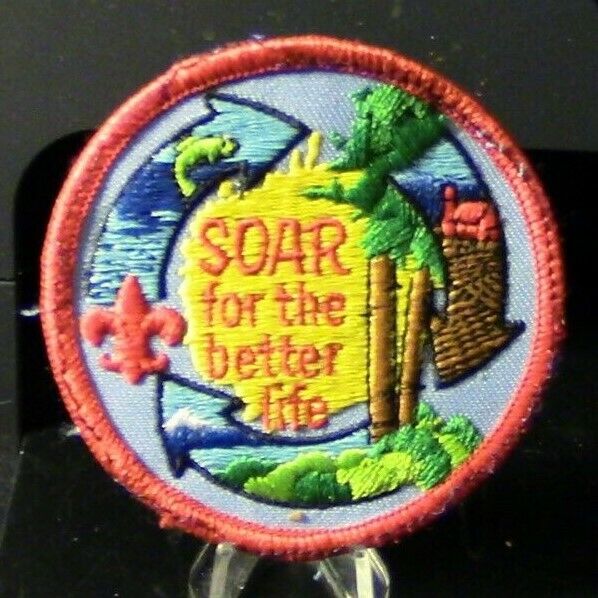 SOAR
for the
better
life